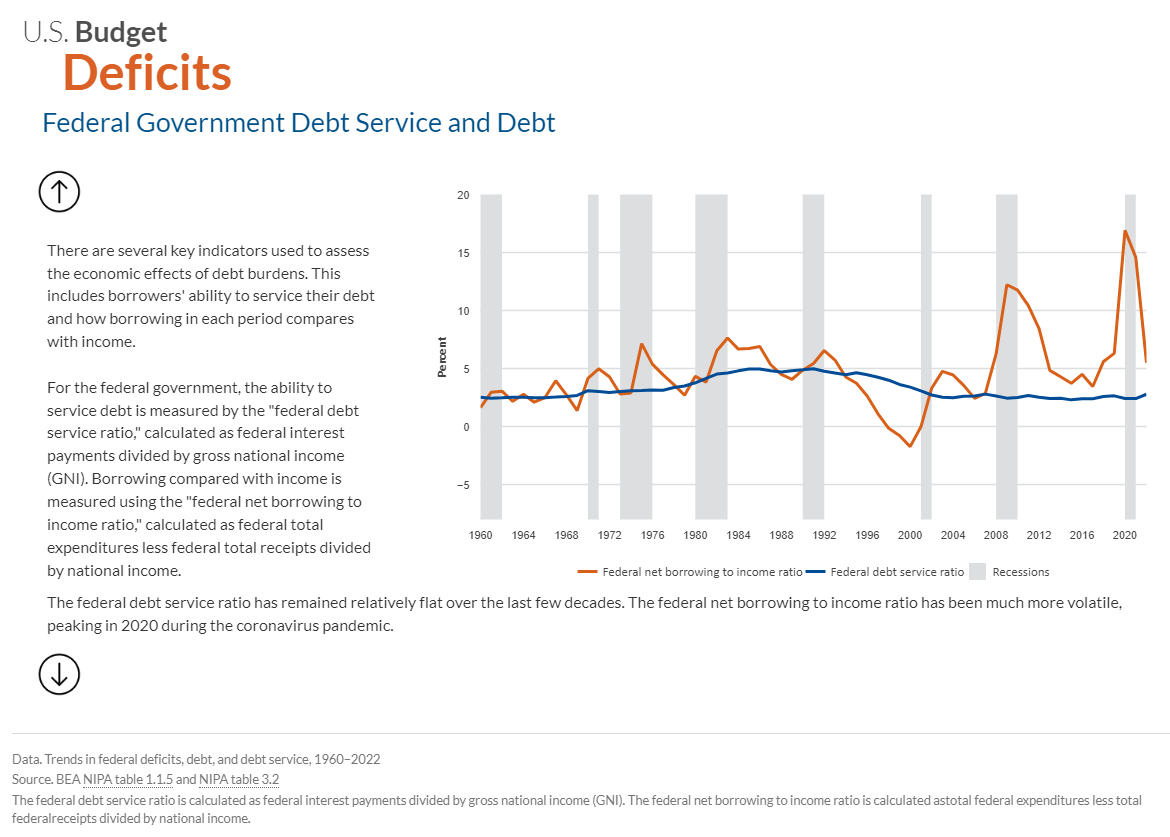 U.S. Budget
Deficits
Federal Government Debt Service and Debt
There are several key indicators used to assess
the economic effects of debt burdens. This
includes borrowers' ability to service their debt
and how borrowing in each period compares
with income.
For the federal government, the ability to
service debt is measured by the "federal debt
service ratio," calculated as federal interest
payments divided by gross national income
(GNI). Borrowing compared with income is
measured using the "federal net borrowing to
income ratio," calculated as federal total
expenditures less federal total receipts divided
by national income.
20
15
10
5
0
−5
Percent
1960 1964 1968 1972 1976 1980 1984 1988 1992 1996 2000 2004 2008 2012 2016 2020
Federal net borrowing to income ratio Federal debt service ratio Recessions
The federal debt service ratio has remained relatively flat over the last few decades. The federal net borrowing to income ratio has been much more volatile,
peaking in 2020 during the coronavirus pandemic.
Data. Trends in federal deficits, debt, and debt service, 1960–2022
Source. BEA NIPA table 1.1.5 and NIPA table 3.2
The federal debt service ratio is calculated as federal interest payments divided by gross national income (GNI). The federal net borrowing to income ratio is calculated astotal federal expenditures less total
federalreceipts divided by national income.